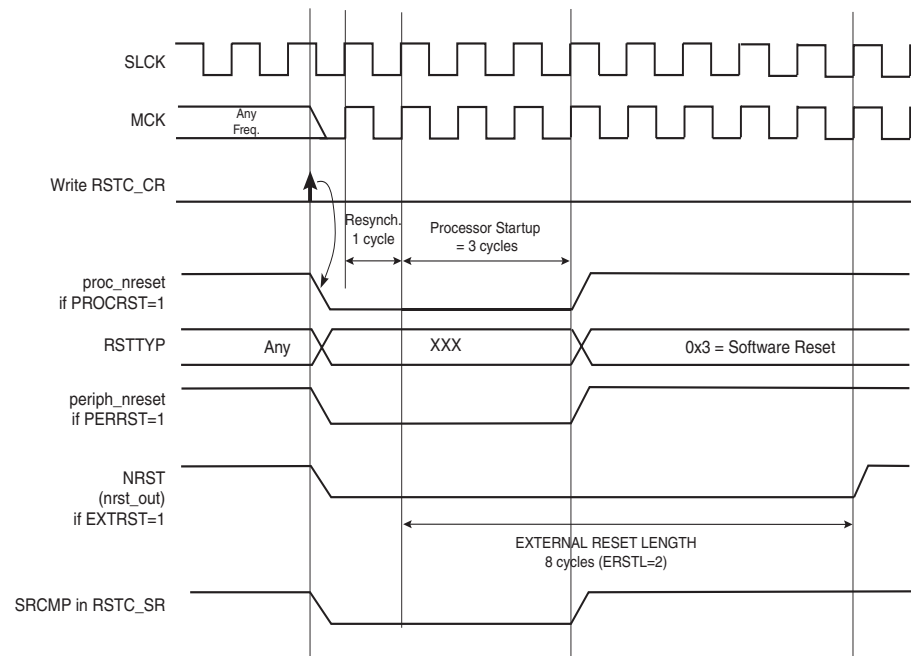 SLCK
MCK
Any
Freq.
Write RSTC_CR
Resynch.
1 cycle
Processor Startup
= 3 cycles
proc_nreset
if PROCRST=1
RSTTYP
Any
XXX
0x3 = Software Reset
periph_nreset
if PERRST=1
NRST
(nrst_out)
if EXTRST=1
EXTERNAL RESET LENGTH
8 cycles (ERSTL=2)
SRCMP in RSTC_SR